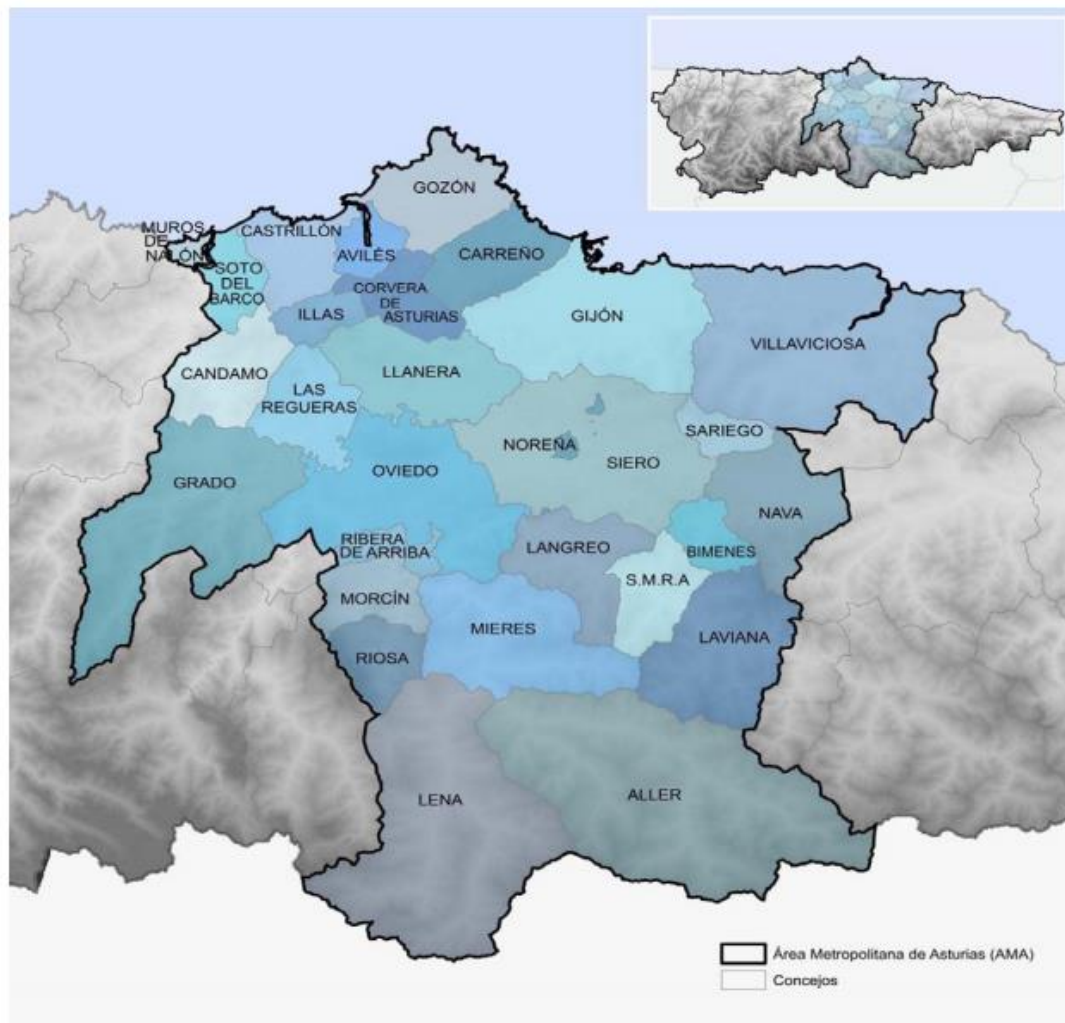 GOZÓN
MUROS
DE
NALÓN
CASTRILLÓN
AVILÉS
CARREÑO
SOTO
DEL
BARCO
CORVERA
DE
ASTURIAS
ILLAS
GIJÓN
VILLAVICIOSA
CANDAMO
LLANERA
LAS
REGUERAS
SARIEGO
NOREÑA
SIERO
OVIEDO
GRADO
NAVA
RIBERA
DE ARRIBA
LANGREO
BIMENES
S.M.R.A
MORCÍN
MIERES
LAVIANA
RIOSA
LENA
ALLER
Área Metropolitana de Asturias (AMA)
Concejos